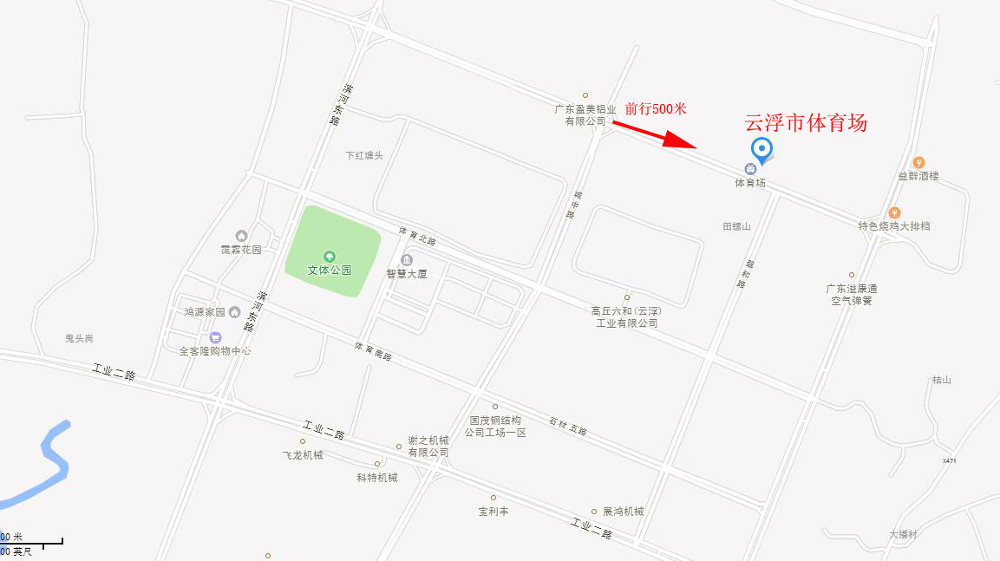 滨河东路
广东盈美铝业
有限公司
前行500米
云浮市体育场
下红塘头
体育场
益群酒楼
城中路
田螺山
特色烧鸡大排档
体育北路
霭霖花园
文体公园
智慧大厦
翠和路
广东溢康通
空气弹簧
滨河东路
鸿源家园
高丘六和(云浮)
工业有限公司
鬼头岗
全客隆购物中心
体育南路
工业二路
桔山
国茂钢结构
公司工场一区
石材五路
工业二路
谢之机械
有限公司
飞龙机械
科特机械
X471
宝利丰
展鸿机械
工业二路
大播村
00 米
00 英尺